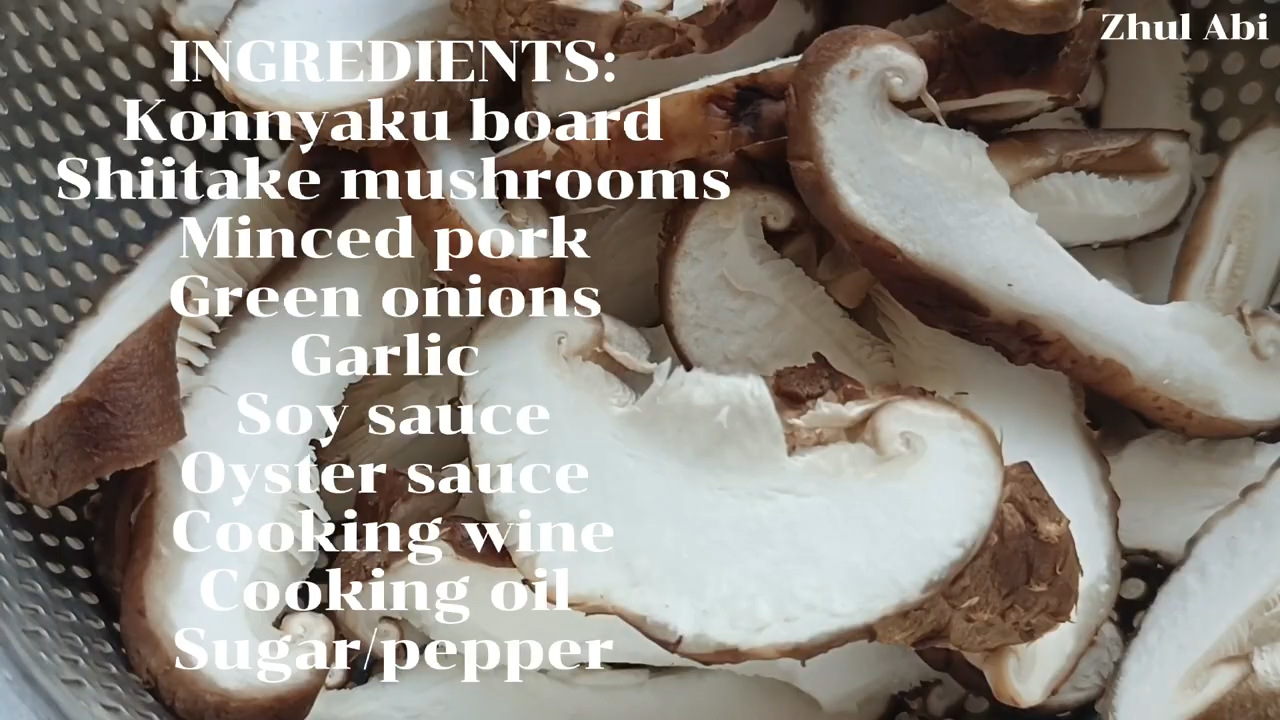 Zhul Abi
INGREDIENTS:
Konnyaku board
Shiitake mushrooms
Minced pork
Green onions
Garlic
Soy sauce
Oyster sauce
Cooking wine
Cooking oil
Sugar/pepper